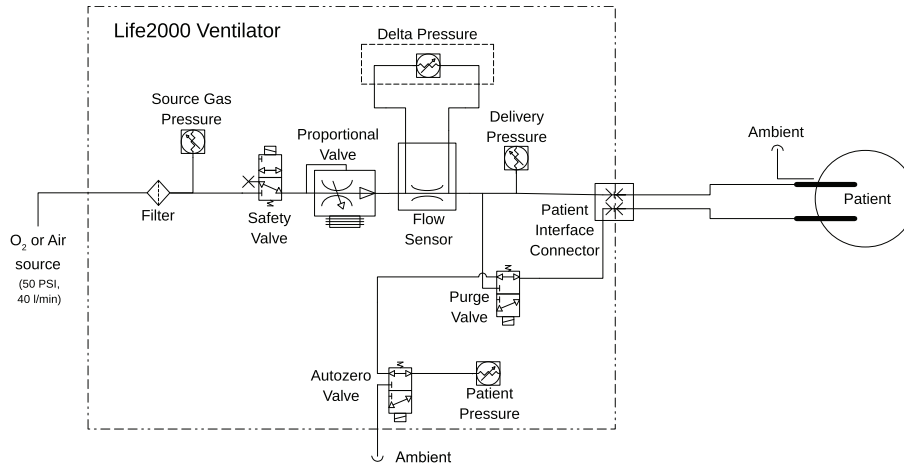 Life2000 Ventilator
Delta Pressure
Source Gas
Pressure
Proportional
Valve
Delivery
Pressure
Ambient
Filter
Safety
Valve
Flow
Sensor
Patient
Interface
Connector
Patient
O2 or Air
source
(50 PSI,
40 l/min)
Purge
Valve
Autozero
Valve
Patient
Pressure
Ambient